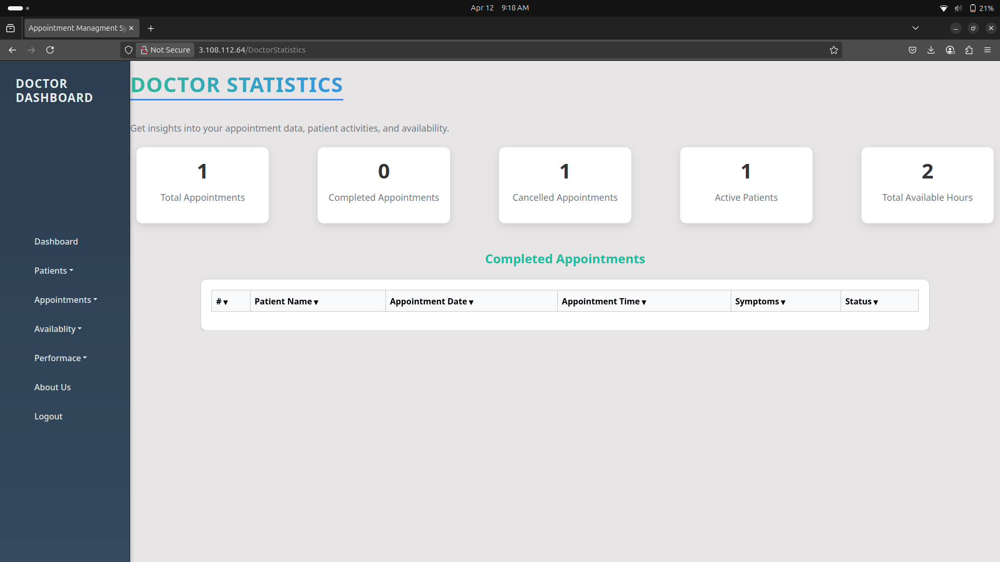 Apr 12 9:18 AM
21%
Appointment Managment Sy
Not Secure 3.108.112.64/DoctorStatistics
DOCTOR
DASHBOARD
Dashboard
Patients
Appointments
Availablity
Performace
About Us
Logout
DOCTOR STATISTICS
Get insights into your appointment data, patient activities, and availability.
1
Total Appointments
0
Completed Appointments
1
Cancelled Appointments
1
Active Patients
2
Total Available Hours
Completed Appointments
# ▼ Patient Name ▼ Appointment Date ▼ Appointment Time ▼ Symptoms ▼ Status ▼